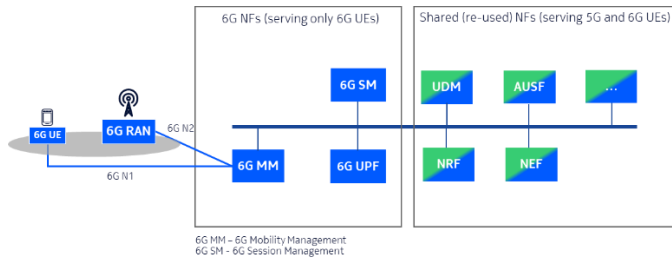 6G NFs (serving only 6G UEs)
Shared (re-used) NFs (serving 5G and 6G UEs)
6G SM
UDM
AUSF
...
6G UE
6G RAN
6G N2
6G MM
6G UPF
NRF
NEF
6G N1
6G MM – 6G Mobility Management
6G SM - 6G Session Management